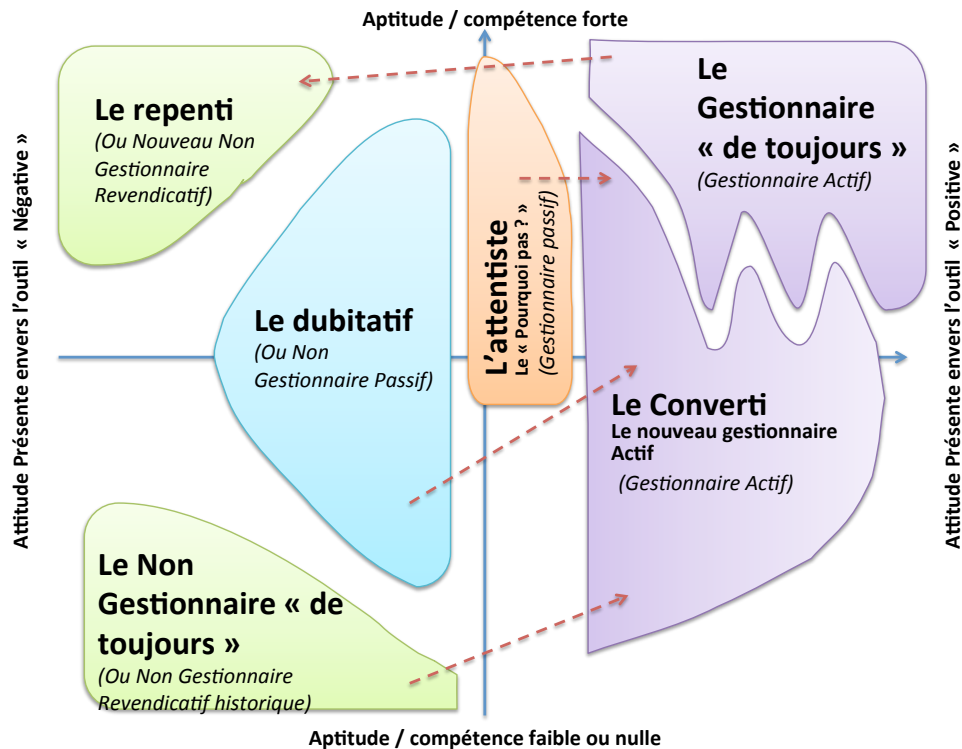 Aptitude / compétence forte
Le repenti
(Ou Nouveau Non
Gestionnaire
Revendicatif)
Le
Gestionnaire
« de toujours »
(Gestionnaire Actif)
Attitude Présente envers l'outil « Négative »
Attitude Présente envers l'outil « Positive »
L'attentiste
Le « Pourquoi pas ? »
(Gestionnaire passif)
Le dubitatif
(Ou Non
Gestionnaire Passif)
Le Converti
Le nouveau gestionnaire
Actif
(Gestionnaire Actif)
Le Non
Gestionnaire « de
toujours »
(Ou Non Gestionnaire
Revendicatif historique)
Aptitude / compétence faible ou nulle